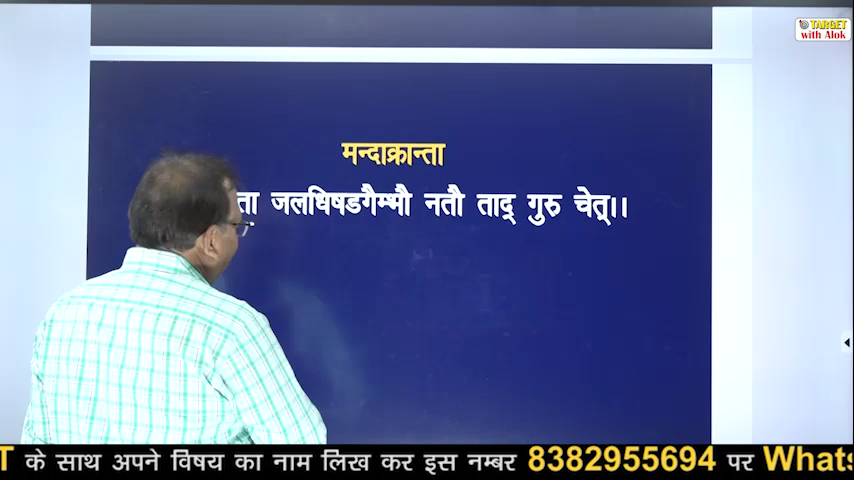 TARGET
with Alok
मन्दाक्रान्ता
ता जलधिषडगैम्भौ नतौ ताद् गुरु चेत्।।
T के साथ अपने विषय का नाम लिख कर इस नम्बर 8382955694 पर Whats